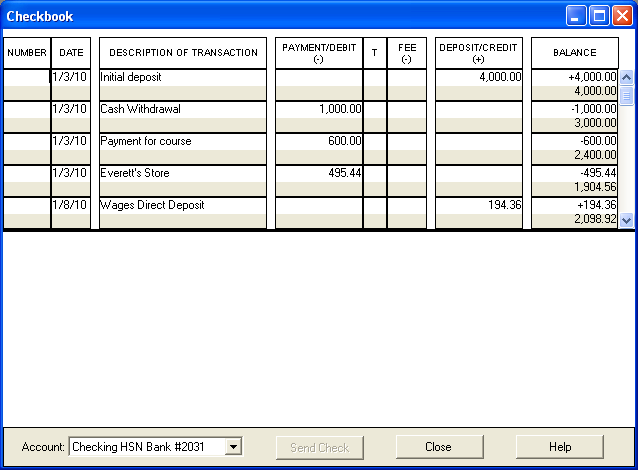 Checkbook
NUMBER DATE DESCRIPTION OF TRANSACTION PAYMENT/DEBIT (-) T FEE (-) DEPOSIT/CREDIT (+) BALANCE
1/3/10 Initial deposit 4,000.00 +4,000.00
4,000.00
1/3/10 Cash Withdrawal 1,000.00 -1,000.00
3,000.00
1/3/10 Payment for course 600.00 -600.00
2,400.00
1/3/10 Everett's Store 495.44 -495.44
1,904.56
1/8/10 Wages Direct Deposit 194.36 +194.36
2,098.92
Account: Checking HSN Bank #2031 Send Check Close Help